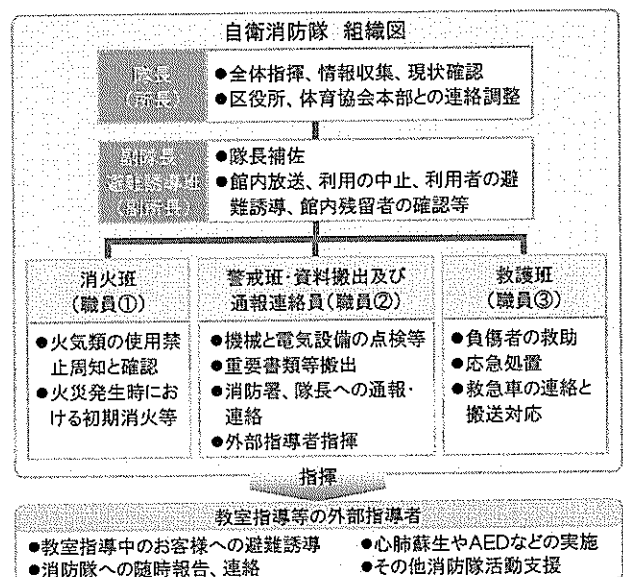 自衛消防隊 組織図
隊長
(所長)
●全体指揮、情報収集、現状確認
●区役所、体育協会本部との連絡調整
副隊長
避難誘導班
(副所長)
●隊長補佐
●館内放送、利用の中止、利用者の避
難誘導、館内残留者の確認等
消火班
(職員①)
●火気類の使用禁
止周知と確認
●火災発生時にお
ける初期消火等
警戒班・資料搬出及び
通報連絡員(職員②)
●機械と電気設備の点検等
●重要書類等搬出
●消防署、隊長への通報・
連絡
●外部指導者指揮
救護班
(職員③)
●負傷者の救助
●応急処置
●救急車の連絡と
搬送対応
指揮
教室指導等の外部指導者
●教室指導中のお客様への避難誘導
●消防隊への随時報告、連絡
●心肺蘇生やAEDなどの実施
●その他消防隊活動支援